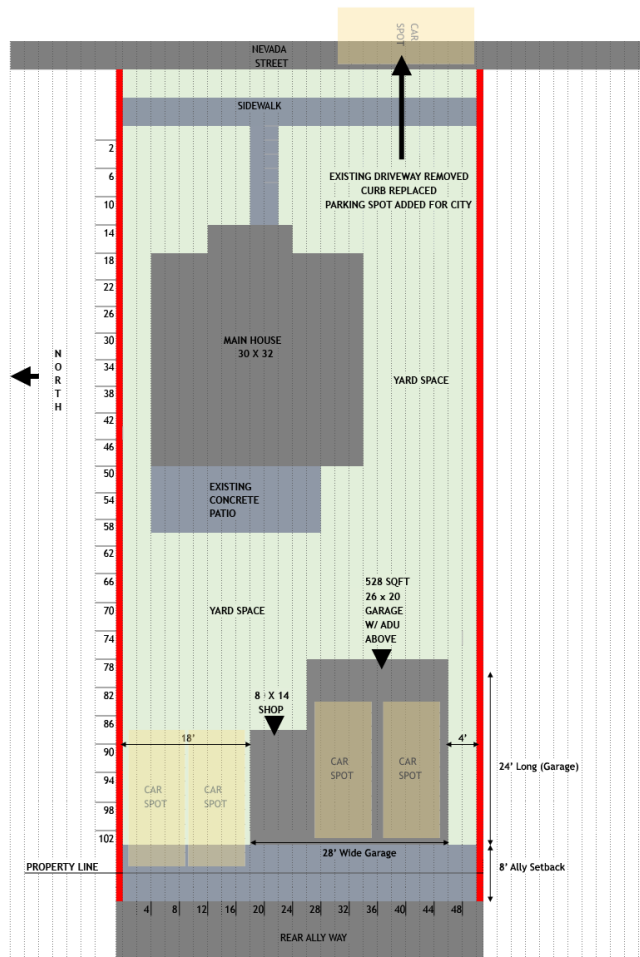 CAR
SPOT
NEVADA
STREET
SIDEWALK
EXISTING DRIVEWAY REMOVED
CURB REPLACED
PARKING SPOT ADDED FOR CITY
2
6
10
14
18
22
26
30
34
38
42
46
50
54
58
62
66
70
74
78
82
86
90
94
98
102
NORTH
MAIN HOUSE
30 X 32
YARD SPACE
EXISTING
CONCRETE
PATIO
528 SQFT
26 x 20
GARAGE
W/ ADU
ABOVE
YARD SPACE
8 X 14
SHOP
18'
4'
24' Long (Garage)
CAR
SPOT
CAR
SPOT
CAR
SPOT
CAR
SPOT
28' Wide Garage
PROPERTY LINE
8' Ally Setback
4 8 12 16 20 24 28 32 36 40 44 48
REAR ALLY WAY